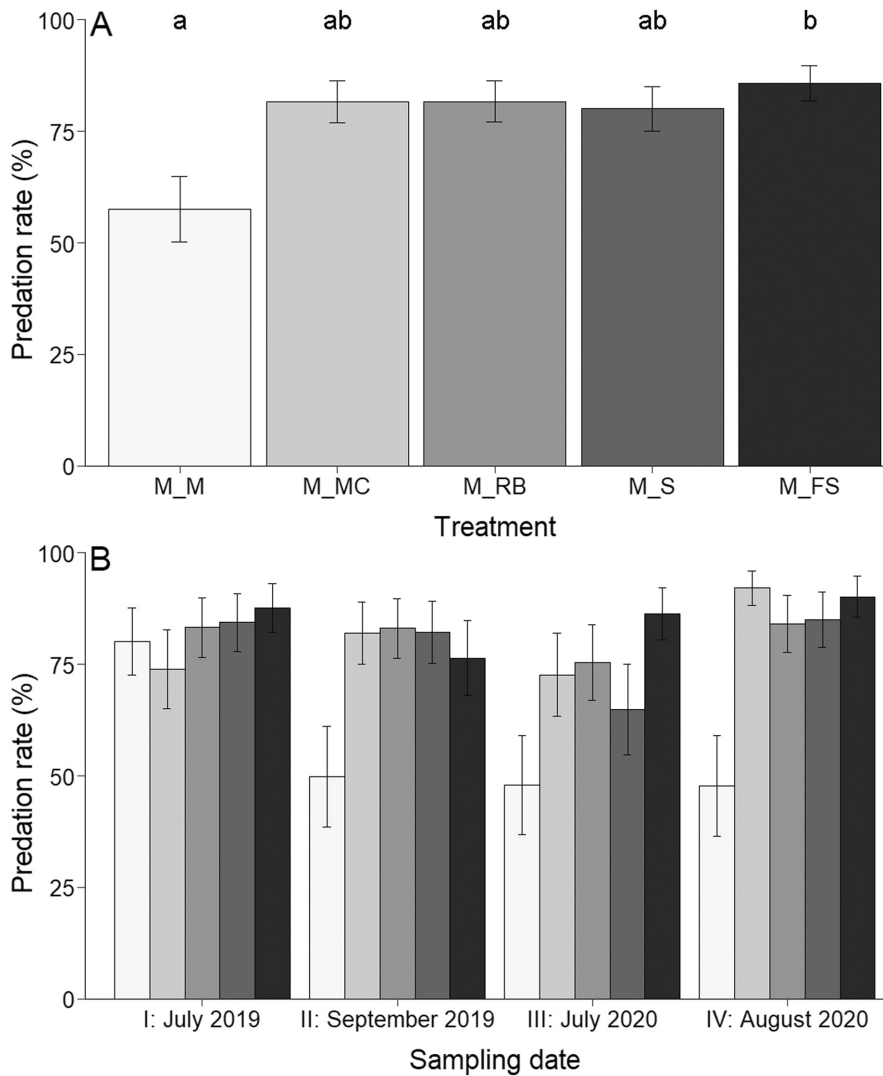 A
a ab ab ab b
100
75
50
25
0
Predation rate (%)
M_M M_MC M_RB M_S M_FS
Treatment
B
100
75
50
25
0
Predation rate (%)
I: July 2019 II: September 2019 III: July 2020 IV: August 2020
Sampling date